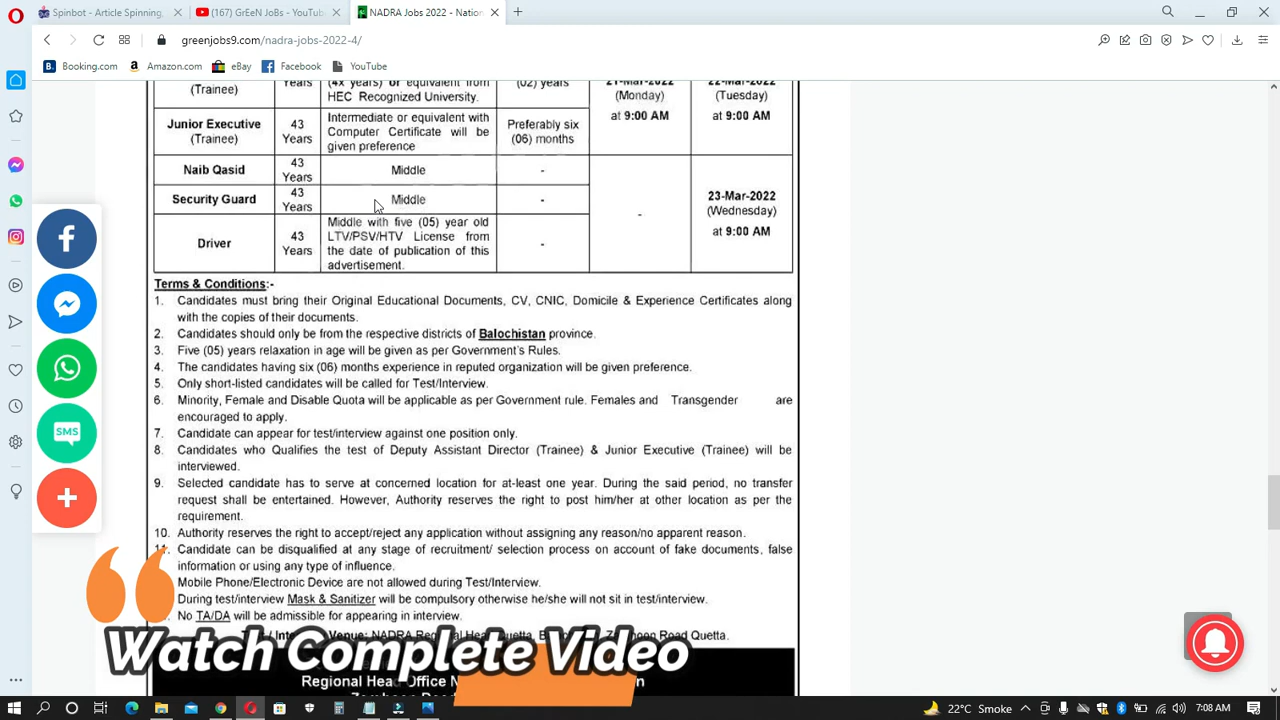 Spinbot - Article Spinning,
(167) GrEeN JoBs - YouTube
NADRA Jobs 2022 - Nation
greenjobs9.com/nadra-jobs-2022-4/
Booking.com
Amazon.com
eBay
Facebook
YouTube
(Trainee)
Years
(4x years) or equivalent from
HEC Recognized University.
(02) years
21-Mar-2022
(Monday)
at 9:00 AM
22-Mar-2022
(Tuesday)
at 9:00 AM
Junior Executive
(Trainee)
43
Years
Intermediate or equivalent with
Computer Certificate will be
given preference
Preferably six
(06) months
Naib Qasid
43
Years
Middle
-
Security Guard
43
Years
Middle
-
Driver
43
Years
Middle with five (05) year old
LTV/PSV/HTV License from
the date of publication of this
advertisement.
-
-
23-Mar-2022
(Wednesday)
at 9:00 AM
Terms & Conditions:-
1. Candidates must bring their Original Educational Documents, CV, CNIC, Domicile & Experience Certificates along
with the copies of their documents.
2. Candidates should only be from the respective districts of Balochistan province.
3. Five (05) years relaxation in age will be given as per Government's Rules.
4. The candidates having six (06) months experience in reputed organization will be given preference.
5. Only short-listed candidates will be called for Test/Interview.
6. Minority, Female and Disable Quota will be applicable as per Government rule. Females and Transgender are
encouraged to apply.
7. Candidate can appear for test/interview against one position only.
8. Candidates who Qualifies the test of Deputy Assistant Director (Trainee) & Junior Executive (Trainee) will be
interviewed.
9. Selected candidate has to serve at concerned location for at-least one year. During the said period, no transfer
request shall be entertained. However, Authority reserves the right to post him/her at other location as per the
requirement.
10. Authority reserves the right to accept/reject any application without assigning any reason/no apparent reason.
11. Candidate can be disqualified at any stage of recruitment/ selection process on account of fake documents, false
information or using any type of influence.
Mobile Phone/Electronic Device are not allowed during Test/Interview.
During test/interview Mask & Sanitizer will be compulsory otherwise he/she will not sit in test/interview.
No TA/DA will be admissible for appearing in interview.
Venue: NADRA Quetta.
Road Quetta.
Regional Head Office
SMS
Watch Complete Video
22°C Smoke
7:08 AM